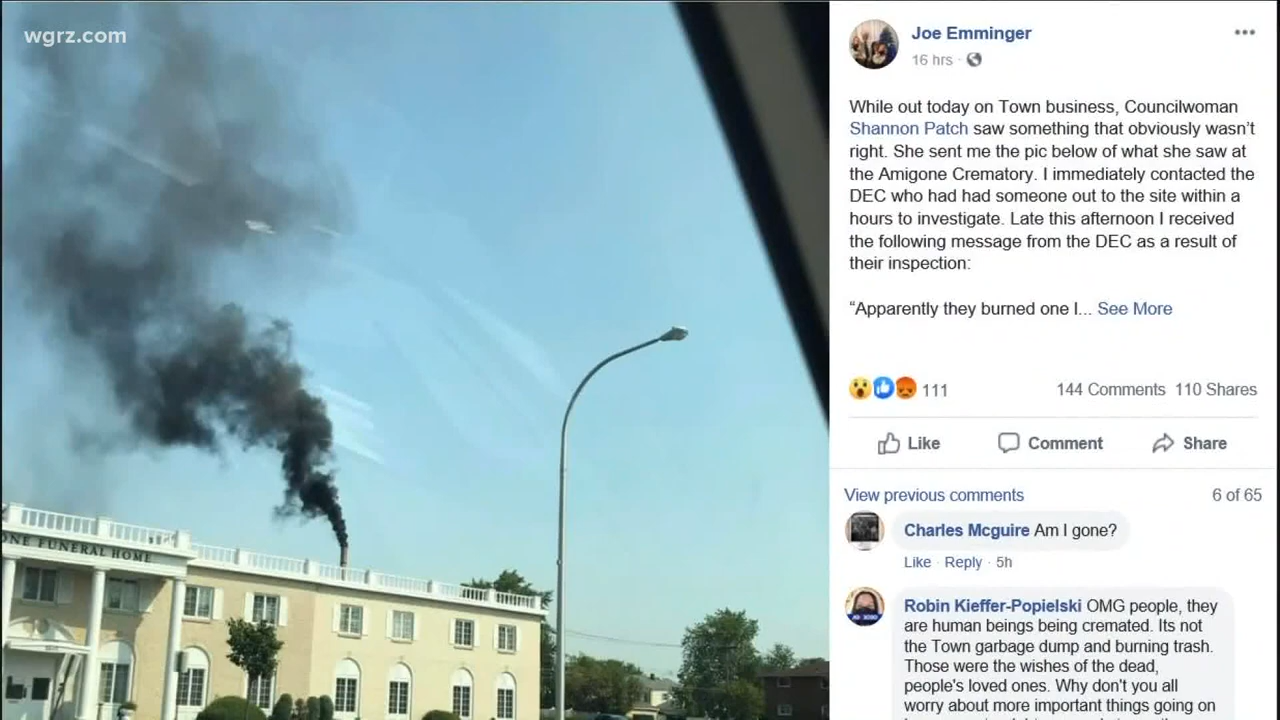 wgrz.com
ONE FUNERAL HOME
Joe Emminger
16 hrs ·
While out today on Town business, Councilwoman
Shannon Patch saw something that obviously wasn't
right. She sent me the pic below of what she saw at
the Amigone Crematory. I immediately contacted the
DEC who had had someone out to the site within a
hours to investigate. Late this afternoon I received
the following message from the DEC as a result of
their inspection:
“Apparently they burned one l... See More
111 144 Comments 110 Shares
Like Comment Share
View previous comments 6 of 65
Charles Mcguire Am I gone?
Like · Reply · 5h
Robin Kieffer-Popielski OMG people, they
are human beings being cremated. Its not
the Town garbage dump and burning trash.
Those were the wishes of the dead,
people's loved ones. Why don't you all
worry about more important things going on